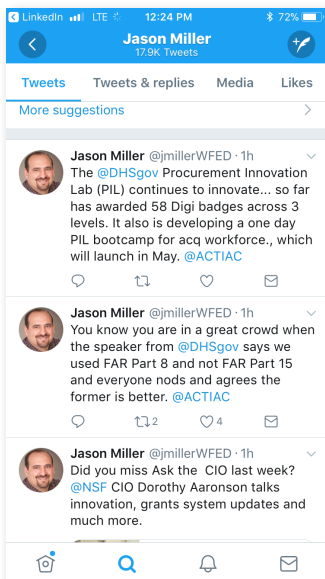 LinkedIn LTE 12:24 PM 72%
Jason Miller
17.9K Tweets
Tweets Tweets & replies Media Likes
More suggestions
Jason Miller @jmillerWFED · 1h
The @DHSgov Procurement Innovation
Lab (PIL) continues to innovate... so far
has awarded 58 Digi badges across 3
levels. It also is developing a one day
PIL bootcamp for acq workforce., which
will launch in May. @ACTIAC
Jason Miller @jmillerWFED · 1h
You know you are in a great crowd when
the speaker from @DHSgov says we
used FAR Part 8 and not FAR Part 15
and everyone nods and agrees the
former is better. @ACTIAC
2 4
Jason Miller @jmillerWFED · 1h
Did you miss Ask the CIO last week?
@NSF CIO Dorothy Aaronson talks
innovation, grants system updates and
much more.